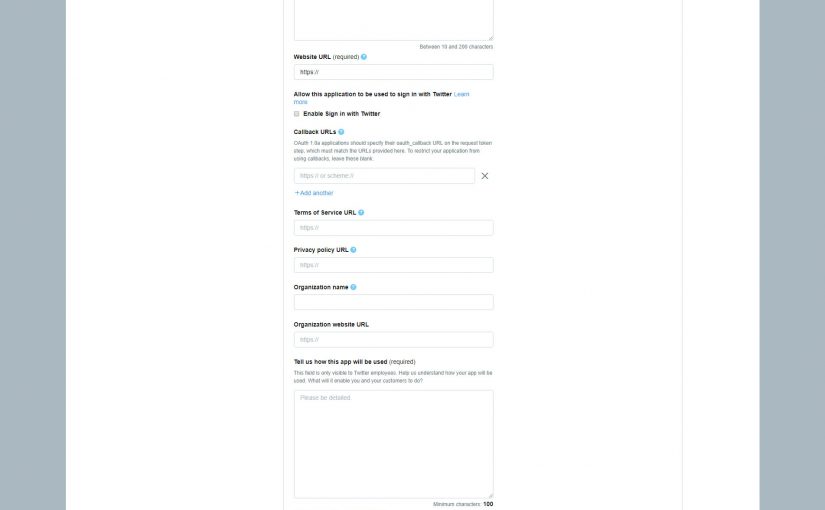 Between 10 and 200 characters
Website URL (required) ?
https://
Allow this application to be used to sign in with Twitter Learn
more
Enable Sign in with Twitter
Callback URLs ?
OAuth 1.0a applications should specify their oauth_callback URL on the request token
step, which must match the URLs provided here. To restrict your application from
using callbacks, leave these blank.
https:// or scheme://
+Add another
Terms of Service URL ?
https://
Privacy policy URL ?
https://
Organization name ?
Organization website URL
https://
Tell us how this app will be used (required)
This field is only visible to Twitter employees. Help us understand how your app will be
used. What will it enable you and your customers to do?
Please be detailed.
Minimum characters: 100